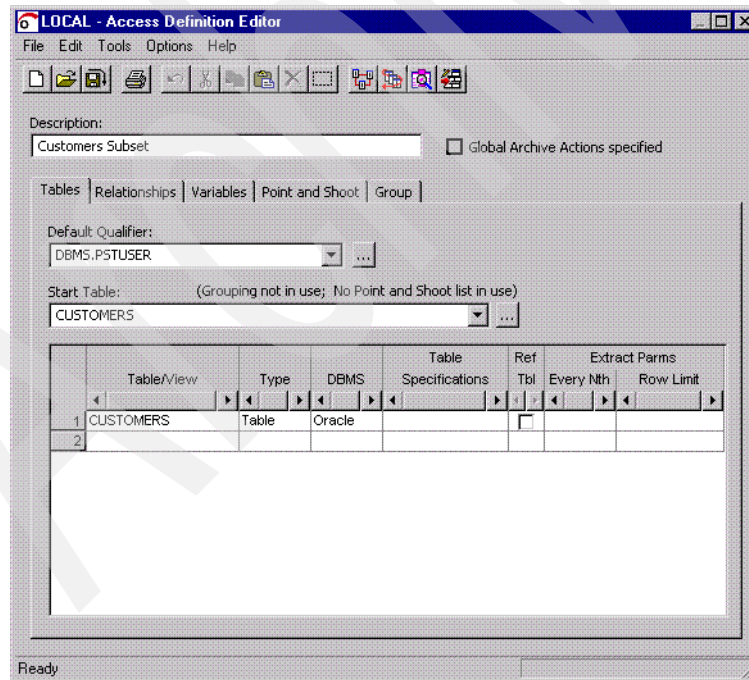 LOCAL - Access Definition Editor
File Edit Tools Options Help
Description:
Customers Subset
Global Archive Actions specified
Tables Relationships Variables Point and Shoot Group
Default Qualifier:
DBMS.PSTUSER
...
Start Table: (Grouping not in use; No Point and Shoot list in use)
CUSTOMERS
...
Table Ref Extract Parms
Table/View Type DBMS Specifications Tbl Every Nth Row Limit
1 CUSTOMERS Table Oracle
2
Ready